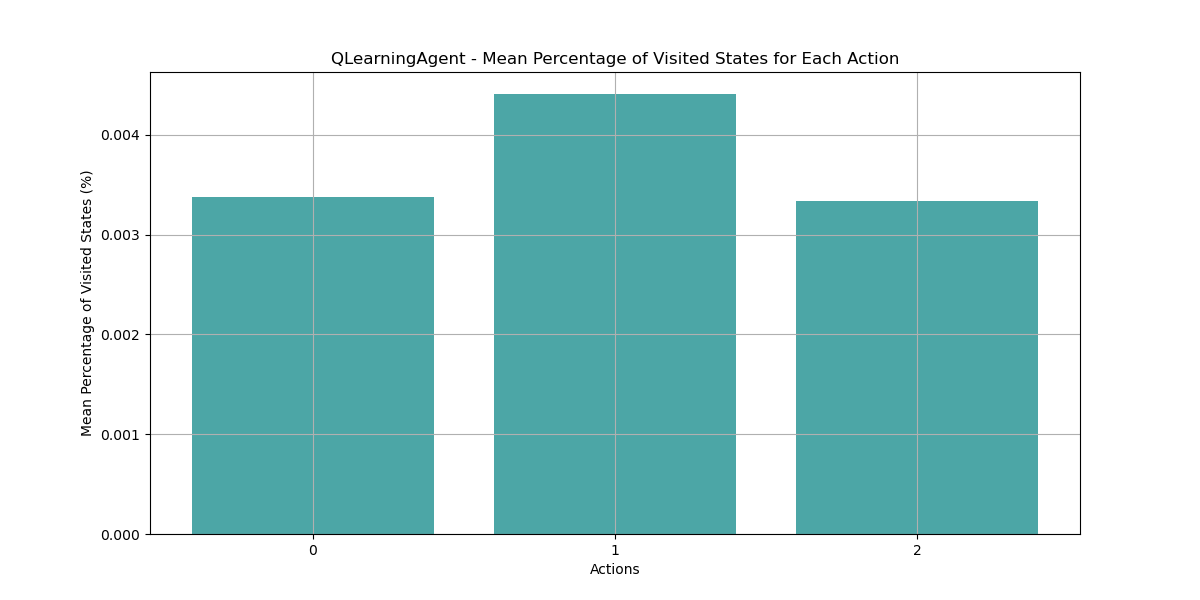 QLearningAgent - Mean Percentage of Visited States for Each Action
Mean Percentage of Visited States (%)
0.004
0.003
0.002
0.001
0.000
0 1 2
Actions